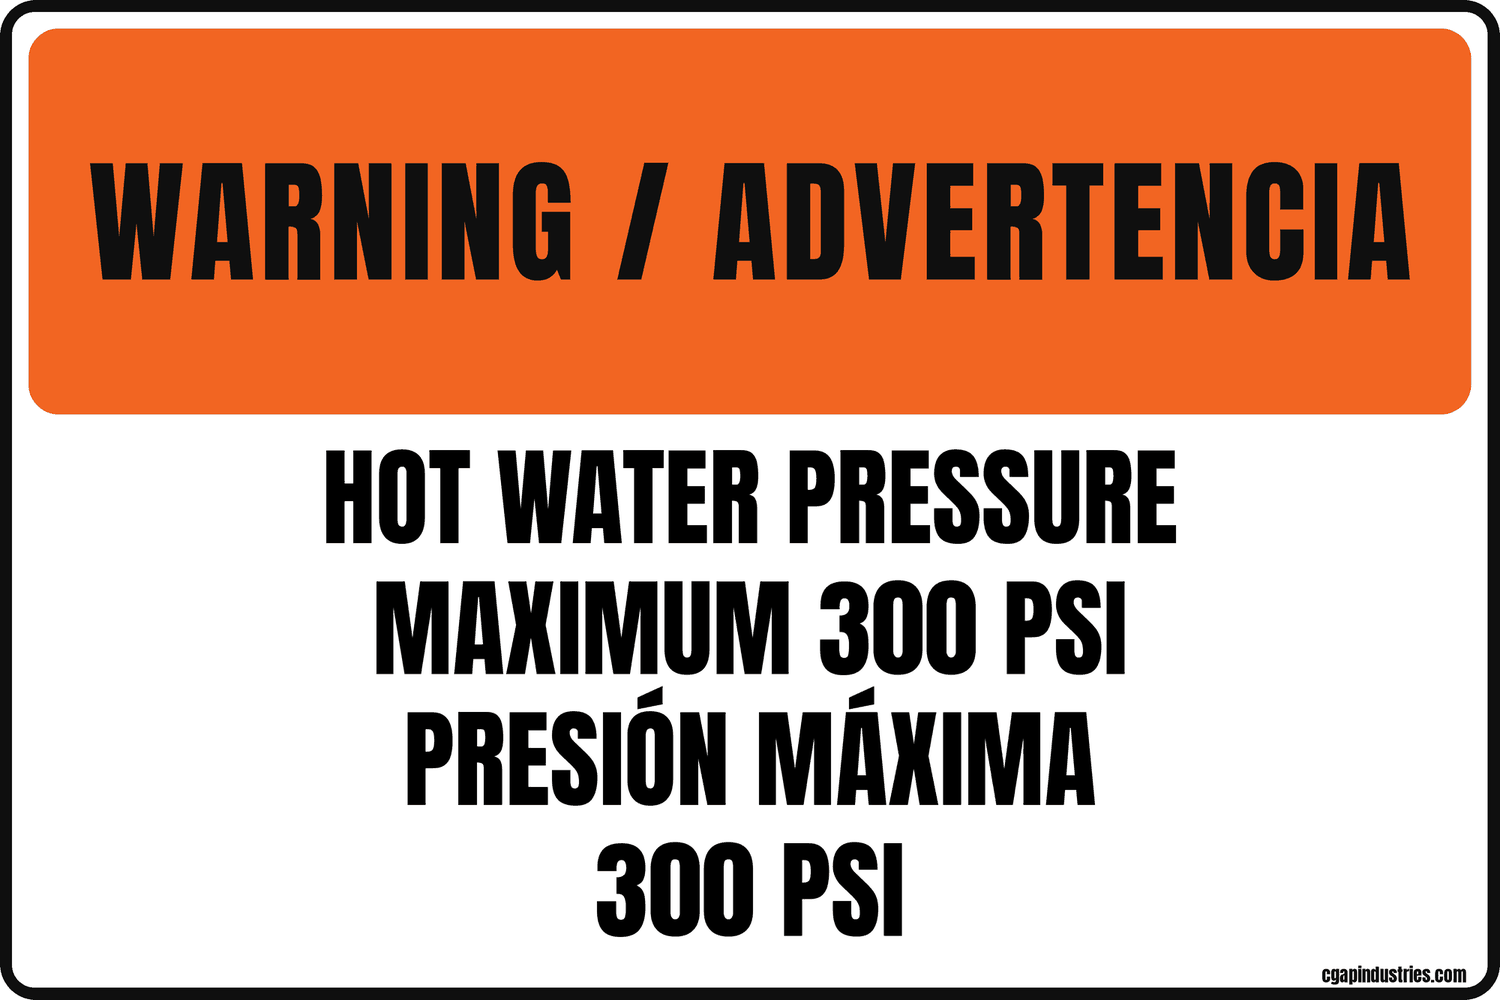 WARNING / ADVERTENCIA
HOT WATER PRESSURE
MAXIMUM 300 PSI
PRESIÓN MÁXIMA
300 PSI
cgapindustries.com